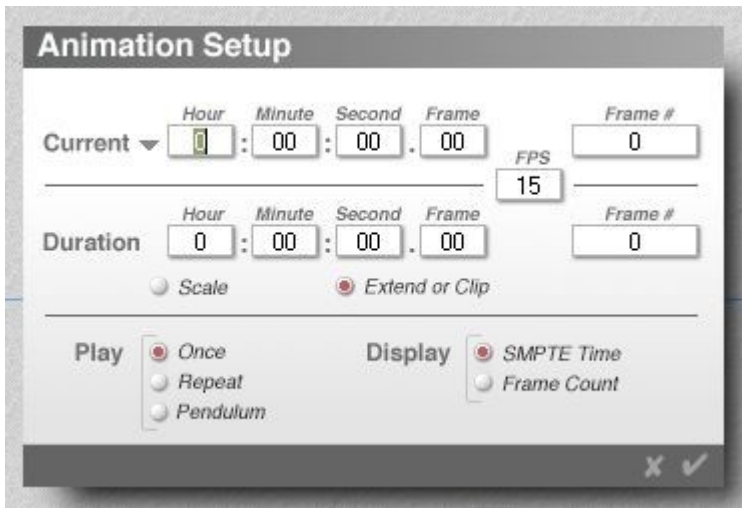 Animation Setup
Hour Minute Second Frame Frame #
Current 0 : 00 : 00 . 00 0
FPS
15
Hour Minute Second Frame Frame #
Duration 0 : 00 : 00 . 00 0
Scale Extend or Clip
Play Once Display SMPTE Time
Repeat Frame Count
Pendulum